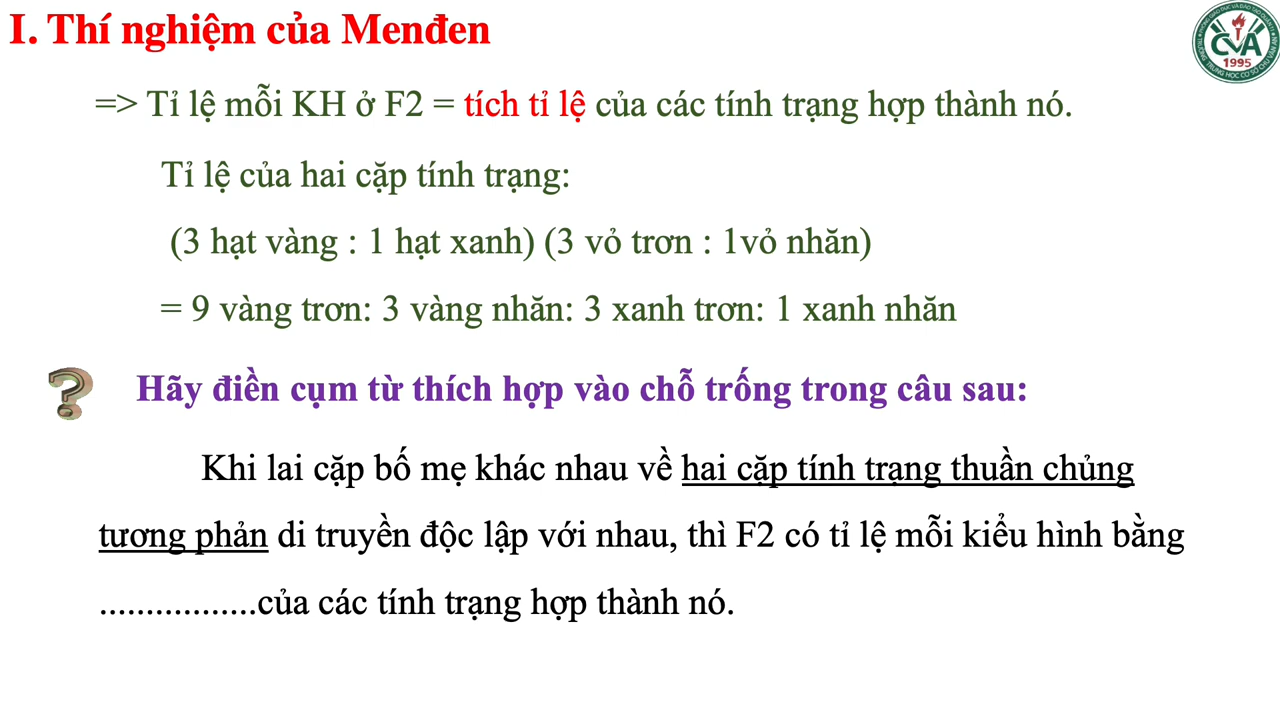 I. Thí nghiệm của Menđen
CVA
1995
=> Tỉ lệ mỗi KH ở F2 = tích tỉ lệ của các tính trạng hợp thành nó.
Tỉ lệ của hai cặp tính trạng:
(3 hạt vàng : 1 hạt xanh) (3 vỏ trơn : 1vỏ nhăn)
= 9 vàng trơn: 3 vàng nhăn: 3 xanh trơn: 1 xanh nhăn
Hãy điền cụm từ thích hợp vào chỗ trống trong câu sau:
Khi lai cặp bố mẹ khác nhau về hai cặp tính trạng thuần chủng
tương phản di truyền độc lập với nhau, thì F2 có tỉ lệ mỗi kiểu hình bằng
.................của các tính trạng hợp thành nó.